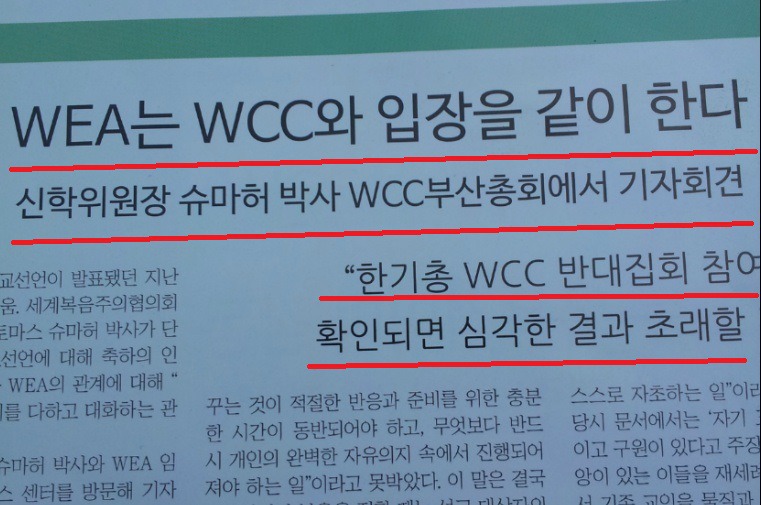 WEA는 WCC와 입장을 같이 한다
신학위원장 슈마허 박사 WCC부산총회에서 기자회견
“한기총 WCC 반대집회 참여
확인되면 심각한 결과 초래할
교선언이 발표됐던 지난
움. 세계복음주의협의회
토마스 슈마허 박사가 단
선언에 대해 축하의 인
WEA의 관계에 대해 “
를 다하고 대화하는 관
슈마허 박사와 WEA 임
스 센터를 방문해 기자
꾸는 것이 적절한 반응과 준비를 위한 충분
한 시간이 동반되어야 하고, 무엇보다 반드
시 개인의 완벽한 자유의지 속에서 진행되어
져야 하는 일”이라고 못박았다. 이 말은 결국
스스로 자초하는 일”이라
당시 문서에서는 ‘자기
이고 구원이 있다고 주장
앙이 있는 이들을 재세례
서 기존 교인을 물질과